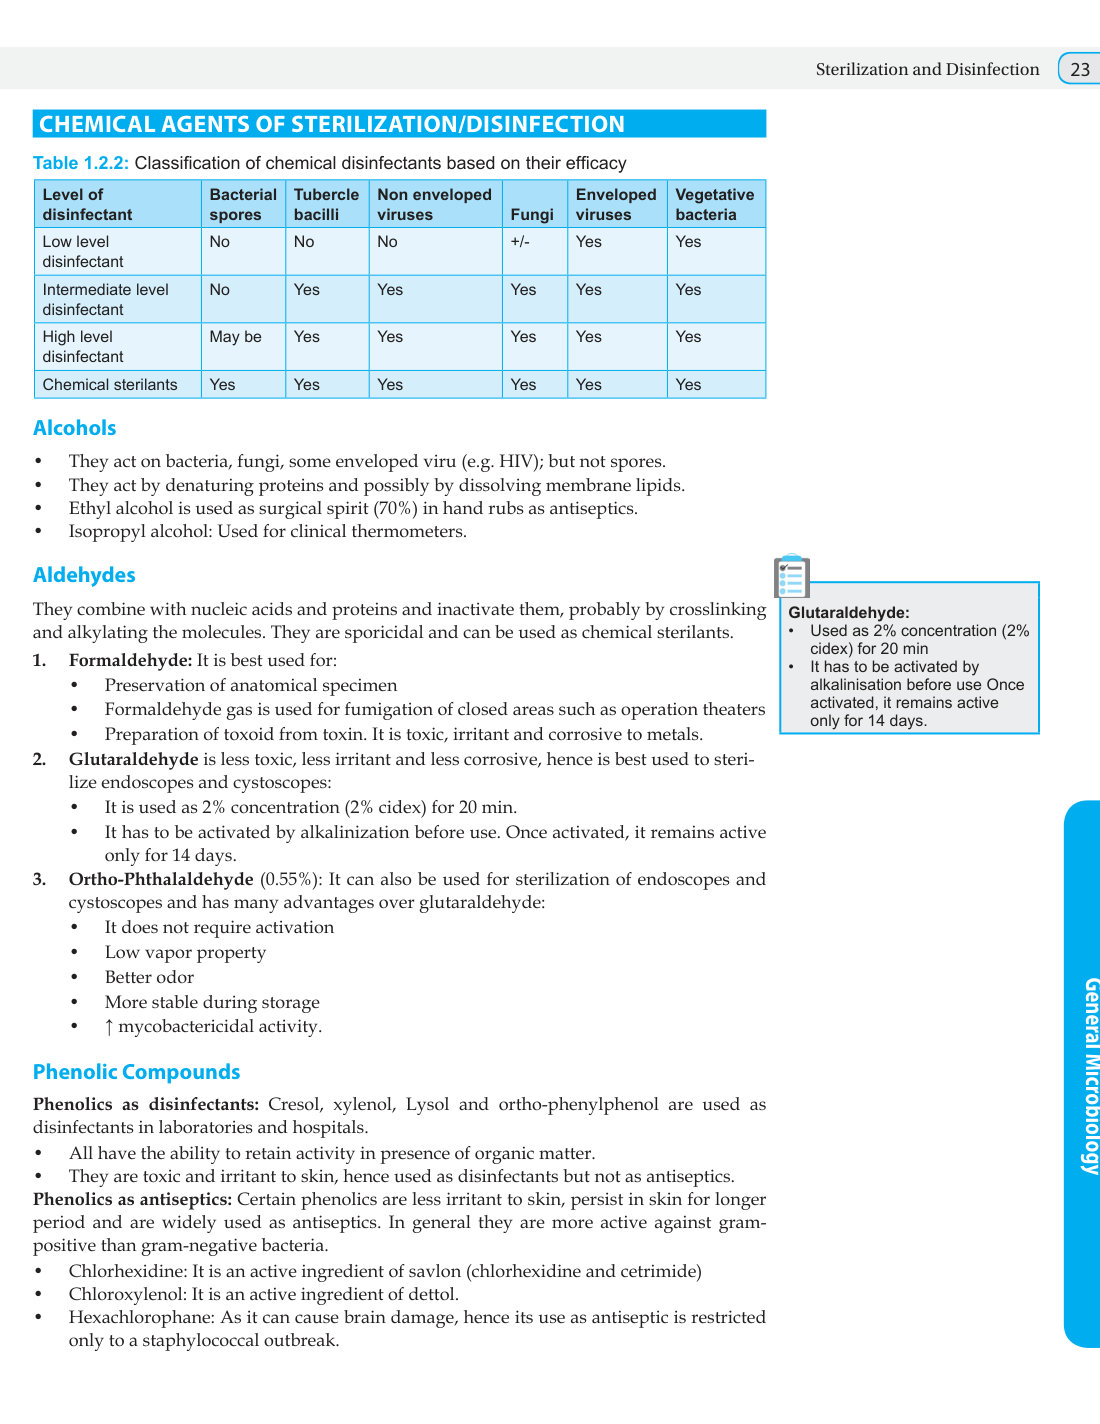 Sterilization and Disinfection 23
CHEMICAL AGENTS OF STERILIZATION/DISINFECTION
Table 1.2.2: Classification of chemical disinfectants based on their efficacy
Level of disinfectant Bacterial spores Tubercle bacilli Non enveloped viruses Fungi Enveloped viruses Vegetative bacteria
Low level disinfectant No No No +/- Yes Yes
Intermediate level disinfectant No Yes Yes Yes Yes Yes
High level disinfectant May be Yes Yes Yes Yes Yes
Chemical sterilants Yes Yes Yes Yes Yes Yes
Alcohols
• They act on bacteria, fungi, some enveloped viru (e.g. HIV); but not spores.
• They act by denaturing proteins and possibly by dissolving membrane lipids.
• Ethyl alcohol is used as surgical spirit (70%) in hand rubs as antiseptics.
• Isopropyl alcohol: Used for clinical thermometers.
Aldehydes
They combine with nucleic acids and proteins and inactivate them, probably by crosslinking
and alkylating the molecules. They are sporicidal and can be used as chemical sterilants.
1. Formaldehyde: It is best used for:
• Preservation of anatomical specimen
• Formaldehyde gas is used for fumigation of closed areas such as operation theaters
• Preparation of toxoid from toxin. It is toxic, irritant and corrosive to metals.
2. Glutaraldehyde is less toxic, less irritant and less corrosive, hence is best used to steri-
lize endoscopes and cystoscopes:
• It is used as 2% concentration (2% cidex) for 20 min.
• It has to be activated by alkalinization before use. Once activated, it remains active
only for 14 days.
3. Ortho-Phthalaldehyde (0.55%): It can also be used for sterilization of endoscopes and
cystoscopes and has many advantages over glutaraldehyde:
• It does not require activation
• Low vapor property
• Better odor
• More stable during storage
• ↑ mycobactericidal activity.
Phenolic Compounds
Phenolics as disinfectants: Cresol, xylenol, Lysol and ortho-phenylphenol are used as
disinfectants in laboratories and hospitals.
• All have the ability to retain activity in presence of organic matter.
• They are toxic and irritant to skin, hence used as disinfectants but not as antiseptics.
Phenolics as antiseptics: Certain phenolics are less irritant to skin, persist in skin for longer
period and are widely used as antiseptics. In general they are more active against gram-
positive than gram-negative bacteria.
• Chlorhexidine: It is an active ingredient of savlon (chlorhexidine and cetrimide)
• Chloroxylenol: It is an active ingredient of dettol.
• Hexachlorophane: As it can cause brain damage, hence its use as antiseptic is restricted
only to a staphylococcal outbreak.
Glutaraldehyde:
• Used as 2% concentration (2%
cidex) for 20 min
• It has to be activated by
alkalinisation before use Once
activated, it remains active
only for 14 days.
General Microbiology